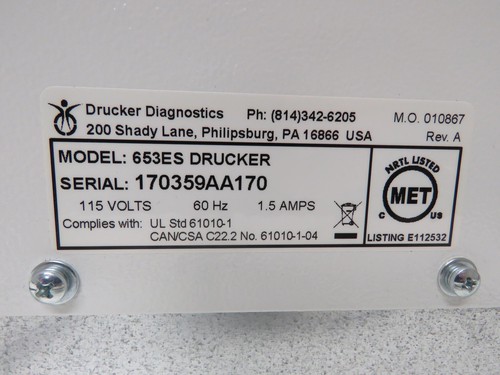 Drucker Diagnostics Ph: (814)342-6205
200 Shady Lane, Philipsburg, PA 16866 USA
M.O. 010867
Rev. A
MODEL: 653ES DRUCKER
SERIAL: 170359AA170
115 VOLTS 60 Hz 1.5 AMPS
Complies with: UL Std 61010-1
CAN/CSA C22.2 No. 61010-1-04
NRTL LISTED
MET
C US
LISTING E112532